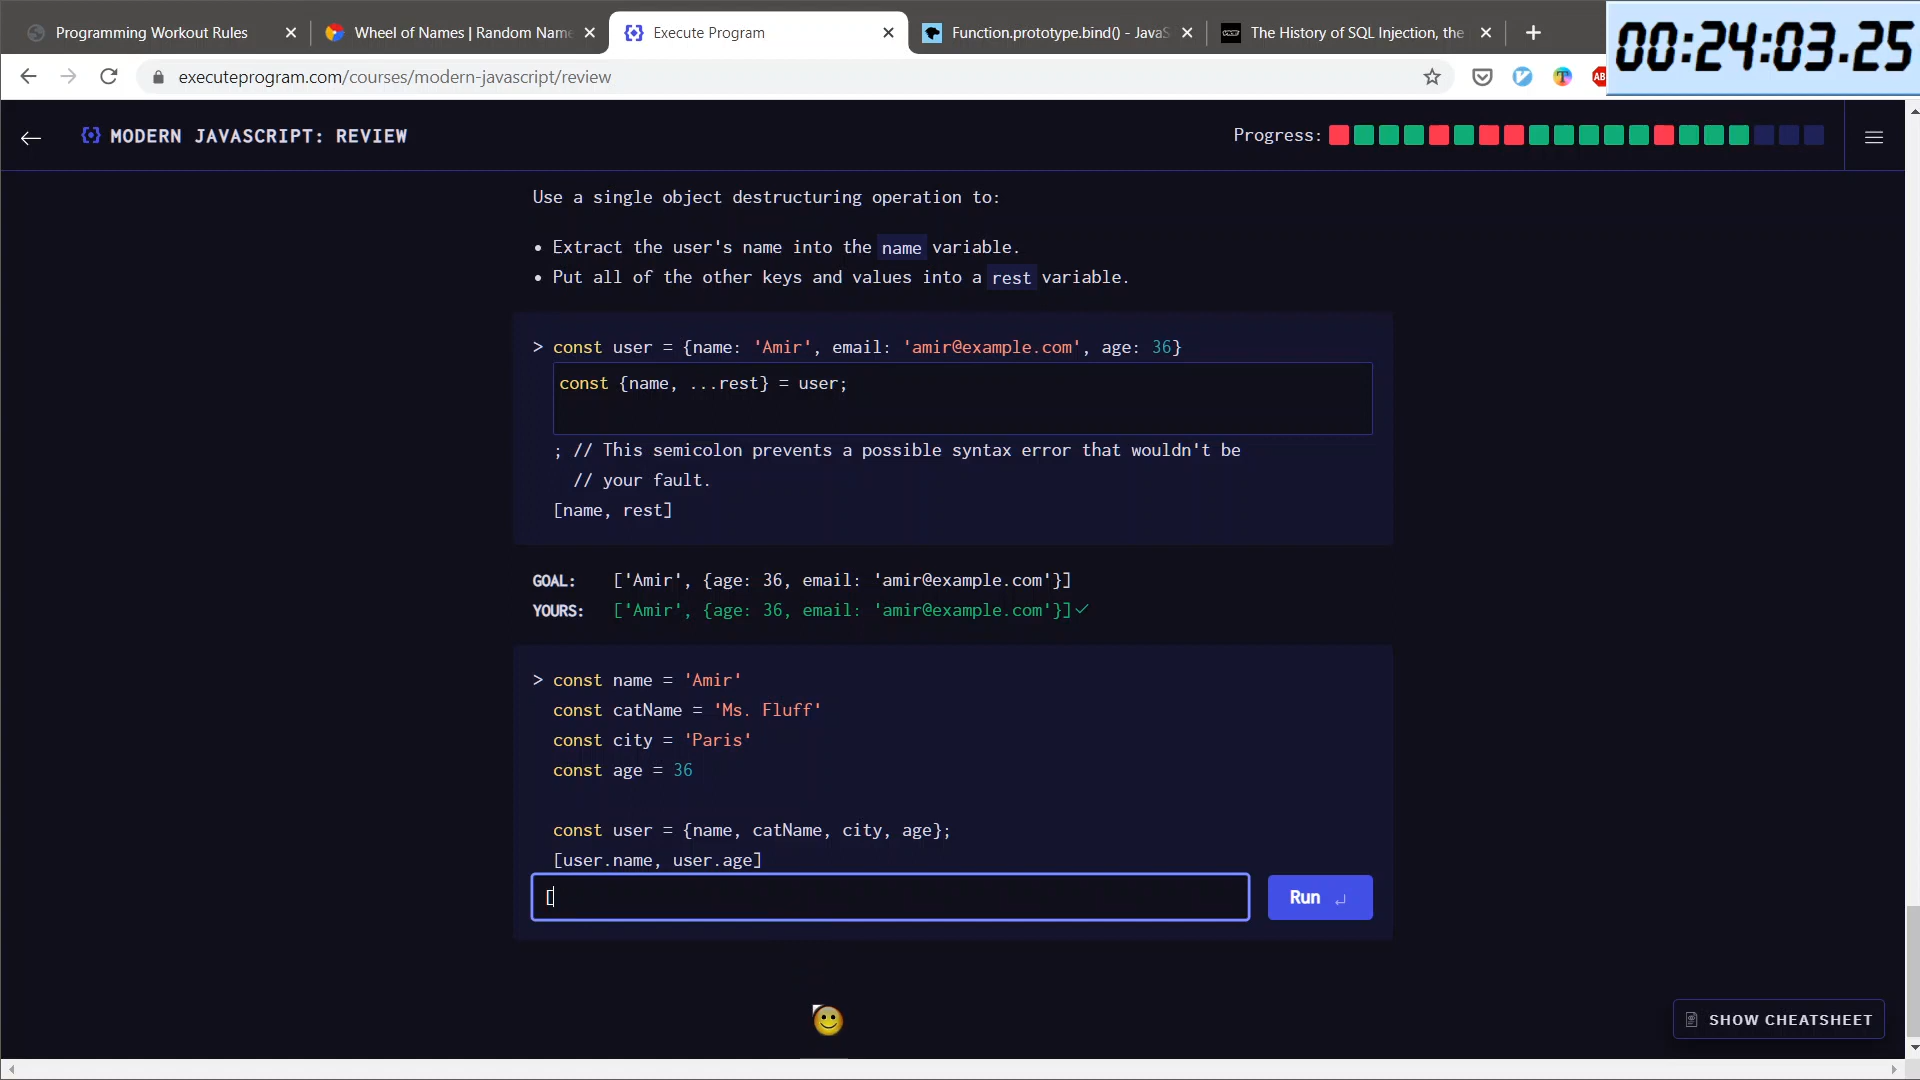 Programming Workout Rules
Wheel of Names | Random Name
Execute Program
Function.prototype.bind() - JavaS
The History of SQL Injection, the
00:24:03.25
executeprogram.com/courses/modern-javascript/review
MODERN JAVASCRIPT: REVIEW
Progress:
Use a single object destructuring operation to:
• Extract the user's name into the name variable.
• Put all of the other keys and values into a rest variable.
> const user = {name: 'Amir', email: 'amir@example.com', age: 36}
const {name, ...rest} = user;
; // This semicolon prevents a possible syntax error that wouldn't be
// your fault.
[name, rest]
GOAL: ['Amir', {age: 36, email: 'amir@example.com'}]
YOURS: ['Amir', {age: 36, email: 'amir@example.com'}]✓
> const name = 'Amir'
const catName = 'Ms. Fluff'
const city = 'Paris'
const age = 36
const user = {name, catName, city, age};
[user.name, user.age]
[
Run
SHOW CHEATSHEET